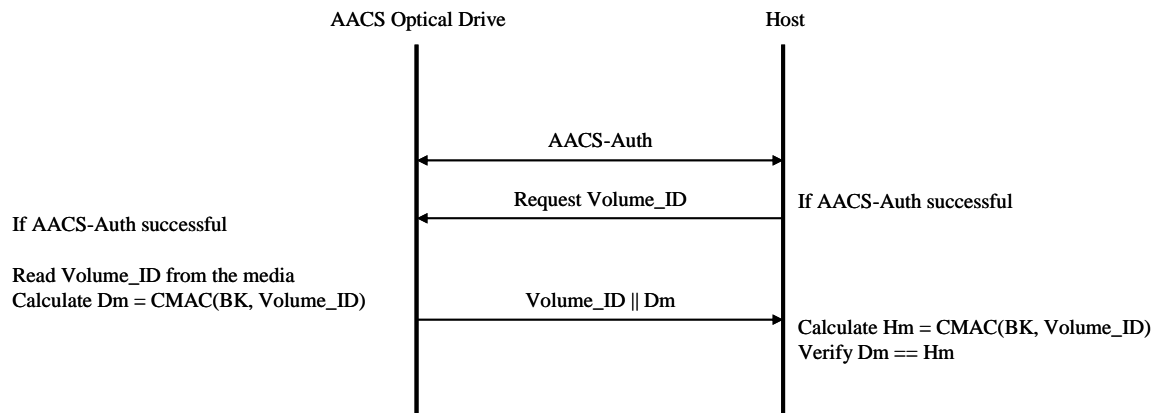 AACS Optical Drive
Host
AACS-Auth
Request Volume_ID
If AACS-Auth successful
If AACS-Auth successful
Read Volume_ID from the media
Calculate Dm = CMAC(BK, Volume_ID)
Volume_ID || Dm
Calculate Hm = CMAC(BK, Volume_ID)
Verify Dm == Hm